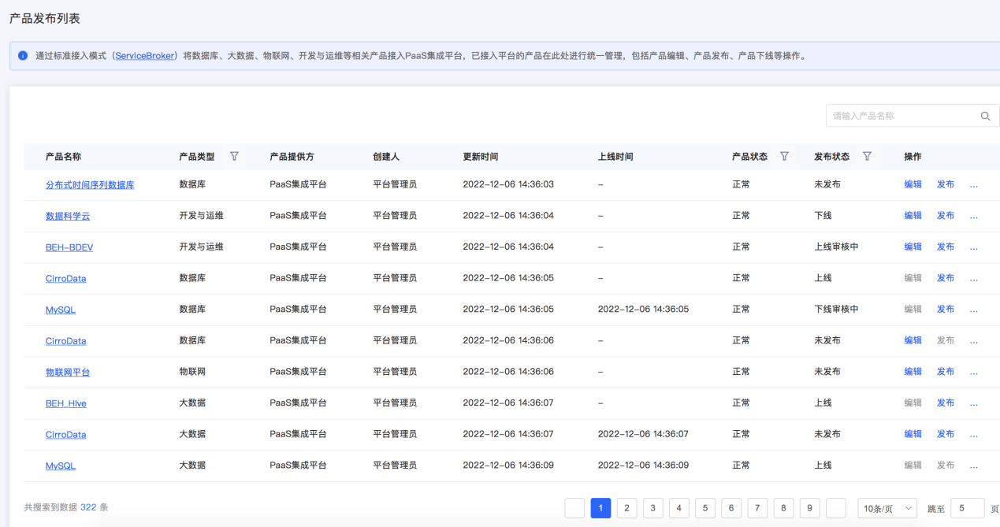 产品发布列表
通过标准接入模式（ServiceBroker）将数据库、大数据、物联网、开发与运维等相关产品接入PaaS集成平台，已接入平台的产品在此处进行统一管理，包括产品编辑、产品发布、产品下线等操作。
请输入产品名称
产品名称 产品类型 产品提供方 创建人 更新时间 上线时间 产品状态 发布状态 操作
分布式时间序列数据库 数据库 PaaS集成平台 平台管理员 2022-12-06 14:36:03 – 正常 未发布 编辑 发布 ...
数据科学云 开发与运维 PaaS集成平台 平台管理员 2022-12-06 14:36:04 – 正常 下线 编辑 发布 ...
BEH-BDEV 开发与运维 PaaS集成平台 平台管理员 2022-12-06 14:36:04 – 正常 上线审核中 编辑 发布 ...
CirroData 数据库 PaaS集成平台 平台管理员 2022-12-06 14:36:05 – 正常 上线 编辑 发布 ...
MySQL 数据库 PaaS集成平台 平台管理员 2022-12-06 14:36:05 2022-12-06 14:36:05 正常 下线审核中 编辑 发布 ...
CirroData 数据库 PaaS集成平台 平台管理员 2022-12-06 14:36:06 – 正常 未发布 编辑 发布 ...
物联网平台 物联网 PaaS集成平台 平台管理员 2022-12-06 14:36:06 – 正常 未发布 编辑 发布 ...
BEH_HIve 大数据 PaaS集成平台 平台管理员 2022-12-06 14:36:07 – 正常 上线 编辑 发布 ...
CirroData 大数据 PaaS集成平台 平台管理员 2022-12-06 14:36:07 2022-12-06 14:36:07 正常 未发布 编辑 发布 ...
MySQL 大数据 PaaS集成平台 平台管理员 2022-12-06 14:36:09 2022-12-06 14:36:09 正常 上线 编辑 发布 ...
共搜索到数据 322 条 1 2 3 4 5 6 7 8 9 10条/页 跳至 5 页